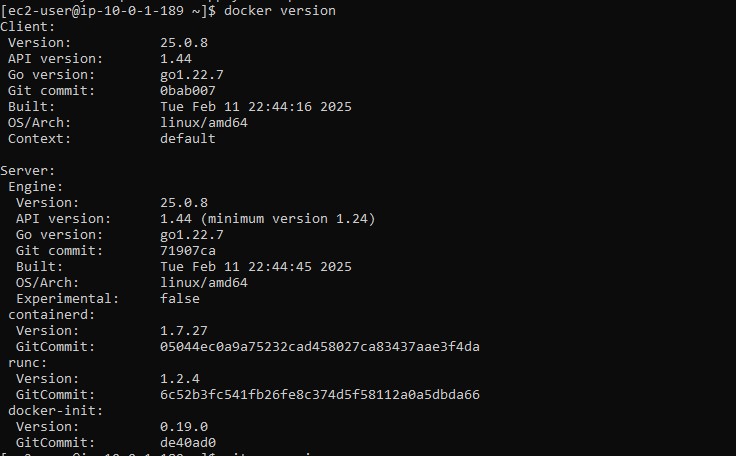 [ec2-user@ip-10-0-1-189 ~]$ docker version
Client:
 Version:           25.0.8
 API version:       1.44
 Go version:        go1.22.7
 Git commit:        0bab007
 Built:             Tue Feb 11 22:44:16 2025
 OS/Arch:           linux/amd64
 Context:           default

Server:
 Engine:
  Version:          25.0.8
  API version:      1.44 (minimum version 1.24)
  Go version:       go1.22.7
  Git commit:       71907ca
  Built:            Tue Feb 11 22:44:45 2025
  OS/Arch:          linux/amd64
  Experimental:     false
 containerd:
  Version:          1.7.27
  GitCommit:        05044ec0a9a75232cad458027ca83437aae3f4da
 runc:
  Version:          1.2.4
  GitCommit:        6c52b3fc541fb26fe8c374d5f58112a0a5dbda66
 docker-init:
  Version:          0.19.0
  GitCommit:        de40ad0